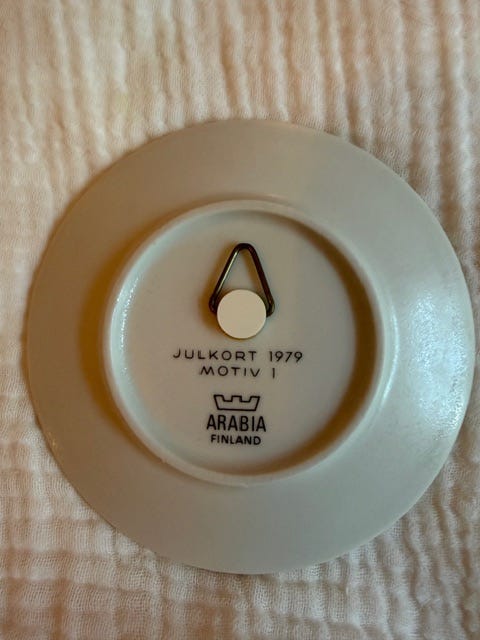 JULKORT 1979
MOTIV 1
ARABIA
FINLAND